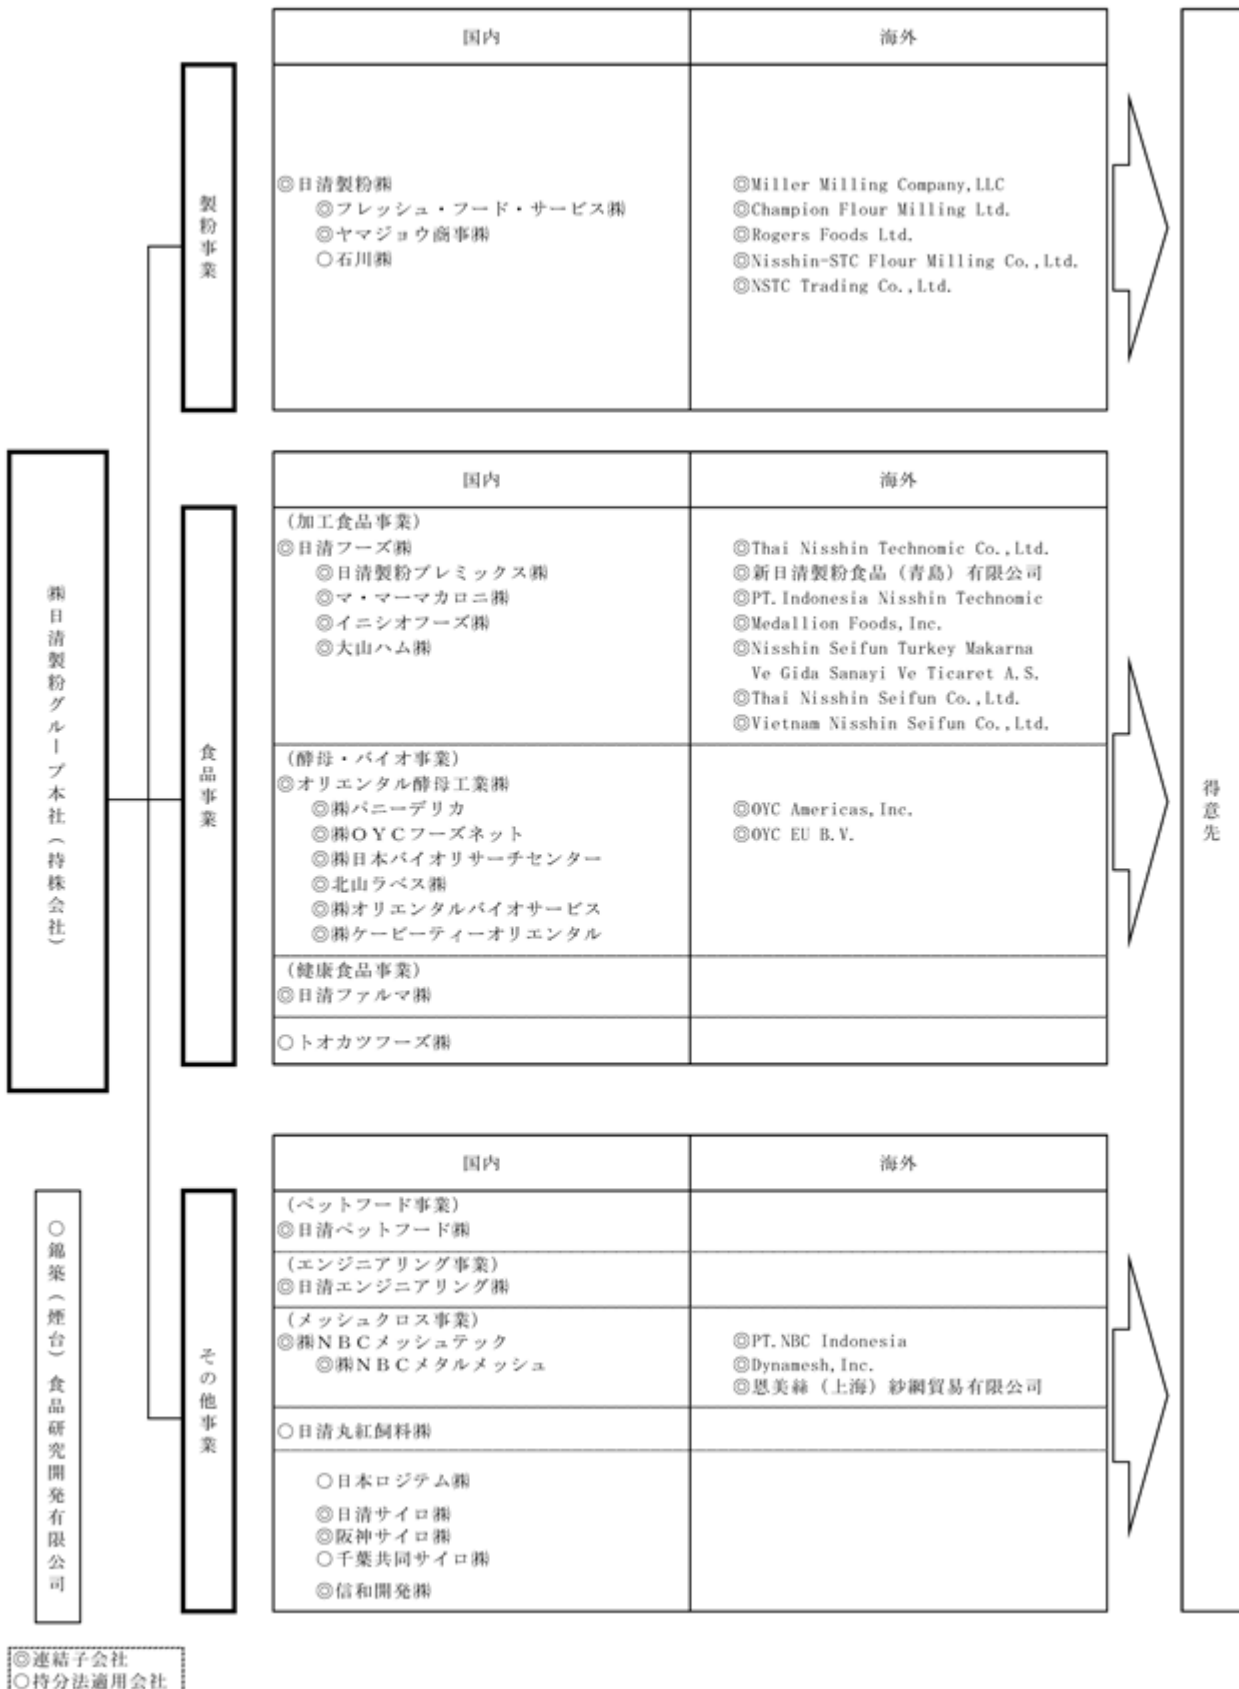 国内
海外
製粉事業
◎日清製粉㈱
◎フレッシュ・フード・サービス㈱
◎ヤマジョウ商事㈱
○石川㈱
◎Miller Milling Company,LLC
◎Champion Flour Milling Ltd.
◎Rogers Foods Ltd.
◎Nisshin-STC Flour Milling Co.,Ltd.
◎NSTC Trading Co.,Ltd.
㈱日清製粉グループ本社（持株会社）
国内
海外
食品事業
（加工食品事業）
◎日清フーズ㈱
◎日清製粉プレミックス㈱
◎マ・マーマカロニ㈱
◎イニシオフーズ㈱
◎大山ハム㈱
◎Thai Nisshin Technomic Co.,Ltd.
◎新日清製粉食品（青島）有限公司
◎PT.Indonesia Nisshin Technomic
◎Medallion Foods,Inc.
◎Nisshin Seifun Turkey Makarna
Ve Gida Sanayi Ve Ticaret A.S.
◎Thai Nisshin Seifun Co.,Ltd.
◎Vietnam Nisshin Seifun Co.,Ltd.
（酵母・バイオ事業）
◎オリエンタル酵母工業㈱
◎㈱パニーデリカ
◎㈱ＯＹＣフーズネット
◎㈱日本バイオリサーチセンター
◎北山ラベス㈱
◎㈱オリエンタルバイオサービス
◎㈱ケービーティーオリエンタル
◎OYC Americas,Inc.
◎OYC EU B.V.
（健康食品事業）
◎日清ファルマ㈱
○トオカツフーズ㈱
得意先
国内
海外
その他事業
（ペットフード事業）
◎日清ペットフード㈱
（エンジニアリング事業）
◎日清エンジニアリング㈱
（メッシュクロス事業）
◎㈱ＮＢＣメッシュテック
◎㈱ＮＢＣメタルメッシュ
◎PT.NBC Indonesia
◎Dynamesh,Inc.
◎恩美絲（上海）紗網貿易有限公司
○日清丸紅飼料㈱
○日本ロジテム㈱
◎日清サイロ㈱
◎阪神サイロ㈱
○千葉共同サイロ㈱
◎信和開発㈱
○錦築（煙台）食品研究開発有限公司
◎連結子会社
○持分法適用会社